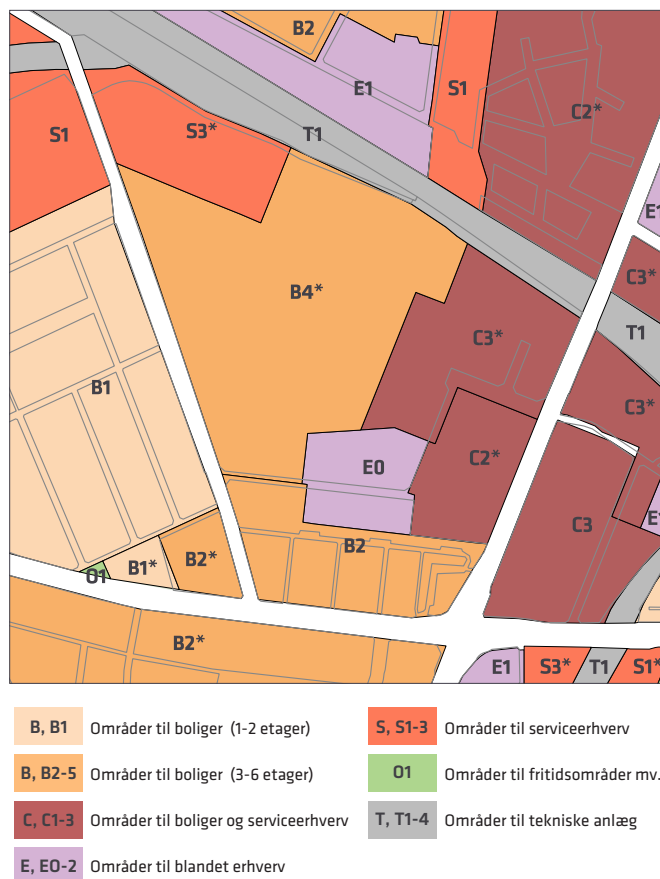 B2
E1
S1
C2*
S1
S3*
T1
E1
C3*
B4*
T1
C3*
B1
C3*
E0
C2*
C3
E1
B2
B2*
B1*
O1
B2*
E1
S3*
T1
S1*
B, B1 Områder til boliger (1-2 etager)
S, S1-3 Områder til serviceerhverv
B, B2-5 Områder til boliger (3-6 etager)
O1 Områder til fritidsområder mv.
C, C1-3 Områder til boliger og serviceerhverv
T, T1-4 Områder til tekniske anlæg
E, E0-2 Områder til blandet erhverv